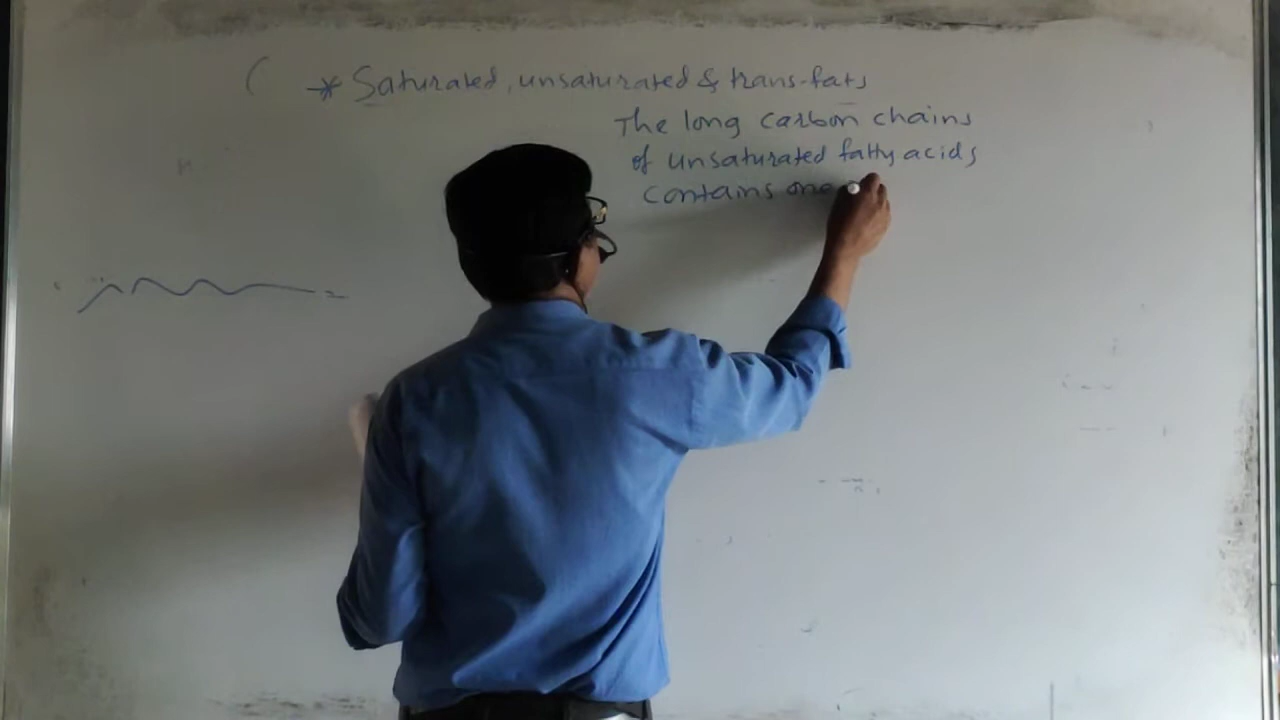 * Saturated, unsaturated & trans-fats
The long carbon chains
of unsaturated fatty acids
contains one